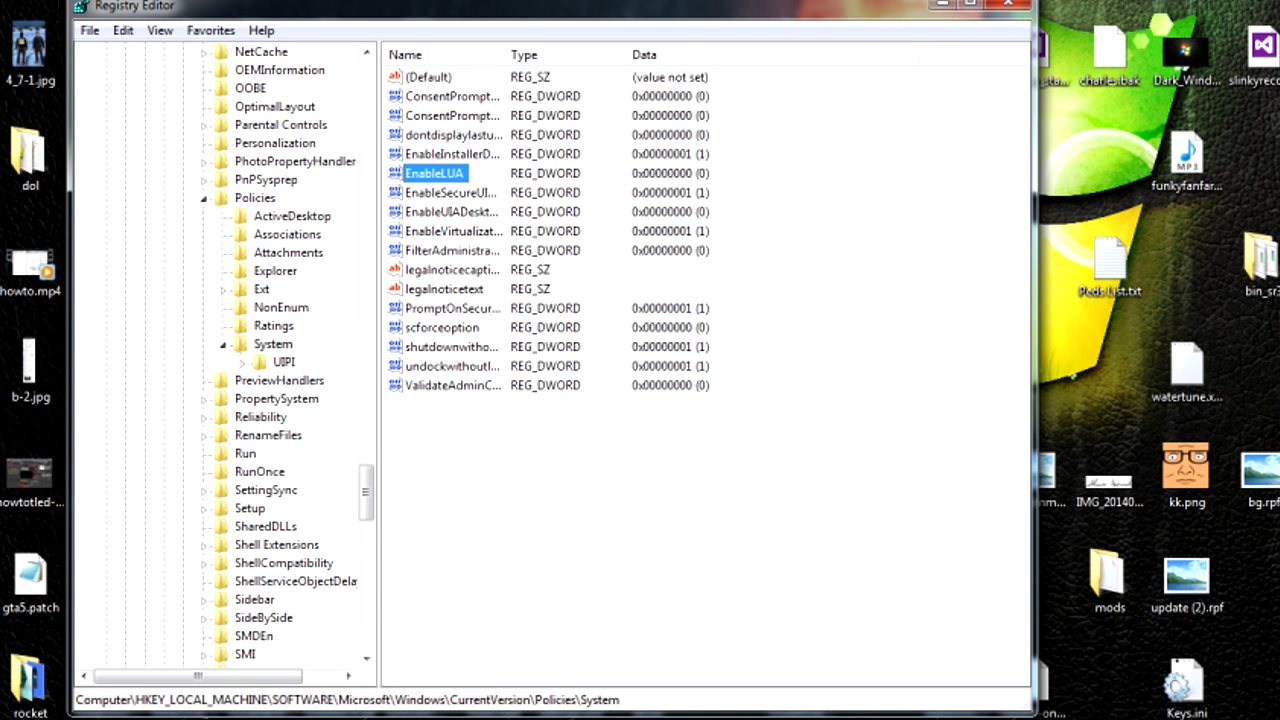 Registry Editor
File Edit View Favorites Help
NetCache
OEMInformation
OOBE
OptimalLayout
Parental Controls
Personalization
PhotoPropertyHandler
PnPSysprep
Policies
ActiveDesktop
Associations
Attachments
Explorer
Ext
NonEnum
Ratings
System
UIPI
PreviewHandlers
PropertySystem
Reliability
RenameFiles
Run
RunOnce
SettingSync
Setup
SharedDLLs
Shell Extensions
ShellCompatibility
ShellServiceObjectDela
Sidebar
SideBySide
SMDEn
SMI
Name Type Data
(Default) REG_SZ (value not set)
ConsentPrompt... REG_DWORD 0x00000000 (0)
ConsentPrompt... REG_DWORD 0x00000000 (0)
dontdisplaylastu... REG_DWORD 0x00000000 (0)
EnableInstallerD... REG_DWORD 0x00000001 (1)
EnableLUA REG_DWORD 0x00000000 (0)
EnableSecureUI... REG_DWORD 0x00000001 (1)
EnableUIADeskt... REG_DWORD 0x00000000 (0)
EnableVirtualizat... REG_DWORD 0x00000001 (1)
FilterAdministra... REG_DWORD 0x00000000 (0)
legalnoticecapti... REG_SZ
legalnoticetext REG_SZ
PromptOnSecur... REG_DWORD 0x00000001 (1)
scforceoption REG_DWORD 0x00000000 (0)
shutdownwitho... REG_DWORD 0x00000001 (1)
undockwithoutl... REG_DWORD 0x00000001 (1)
ValidateAdminC... REG_DWORD 0x00000000 (0)
Computer\HKEY_LOCAL_MACHINE\SOFTWARE\Microsoft\Windows\CurrentVersion\Policies\System
4_7-1.jpg
dol
howto.mp4
b-2.jpg
howtotled-...
gta5.patch
rocket
charles.bak
Dark_Wind...
slinkyreco
MP3
funkyfanfar...
Peds List.txt
bin_sr3
watertune.x...
IMG_20140...
kk.png
bg.rpf
mods
update (2).rpf
Keys.ini